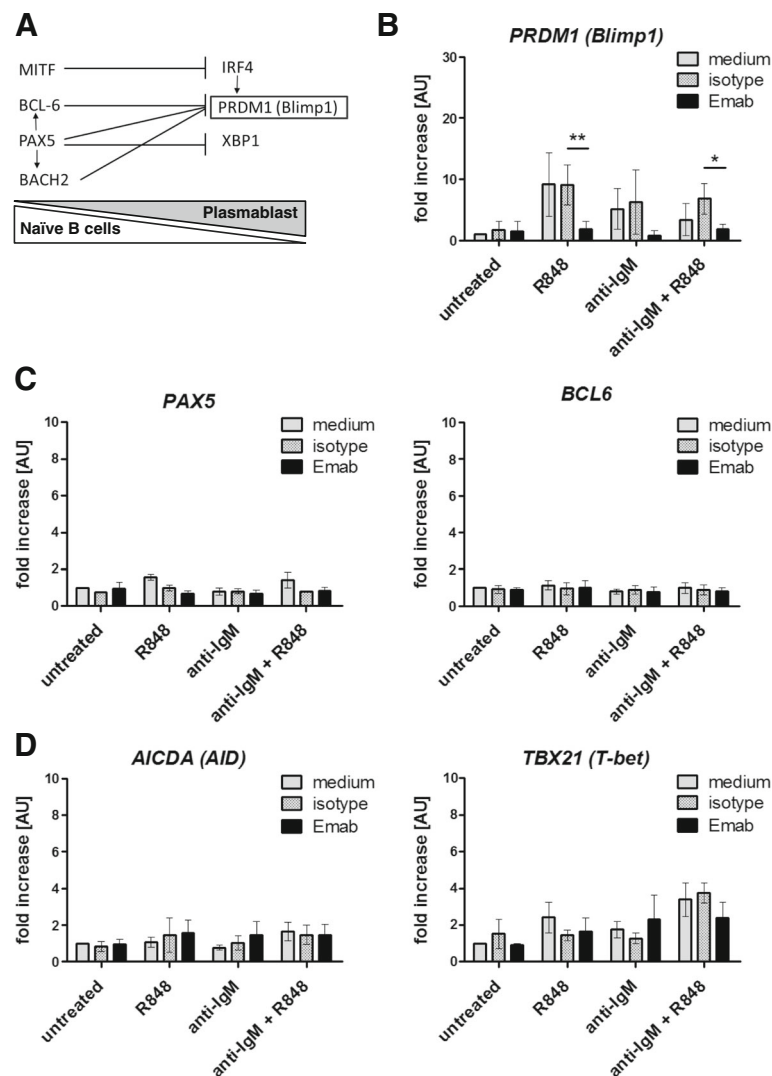 A
MITF
IRF4
BCL-6
PRDM1 (Blimp1)
PAX5
XBP1
BACH2
Plasmablast
Naïve B cells
B
PRDM1 (Blimp1)
medium
isotype
Emab
fold increase [AU]
30
20
10
0
**
*
untreated
R848
anti-IgM
anti-IgM + R848
C
PAX5
medium
isotype
Emab
fold increase [AU]
10
8
6
4
2
0
untreated
R848
anti-IgM
anti-IgM + R848
BCL6
medium
isotype
Emab
fold increase [AU]
10
8
6
4
2
0
untreated
R848
anti-IgM
anti-IgM + R848
D
AICDA (AID)
medium
isotype
Emab
fold increase [AU]
10
8
6
4
2
0
untreated
R848
anti-IgM
anti-IgM + R848
TBX21 (T-bet)
medium
isotype
Emab
fold increase [AU]
10
8
6
4
2
0
untreated
R848
anti-IgM
anti-IgM + R848